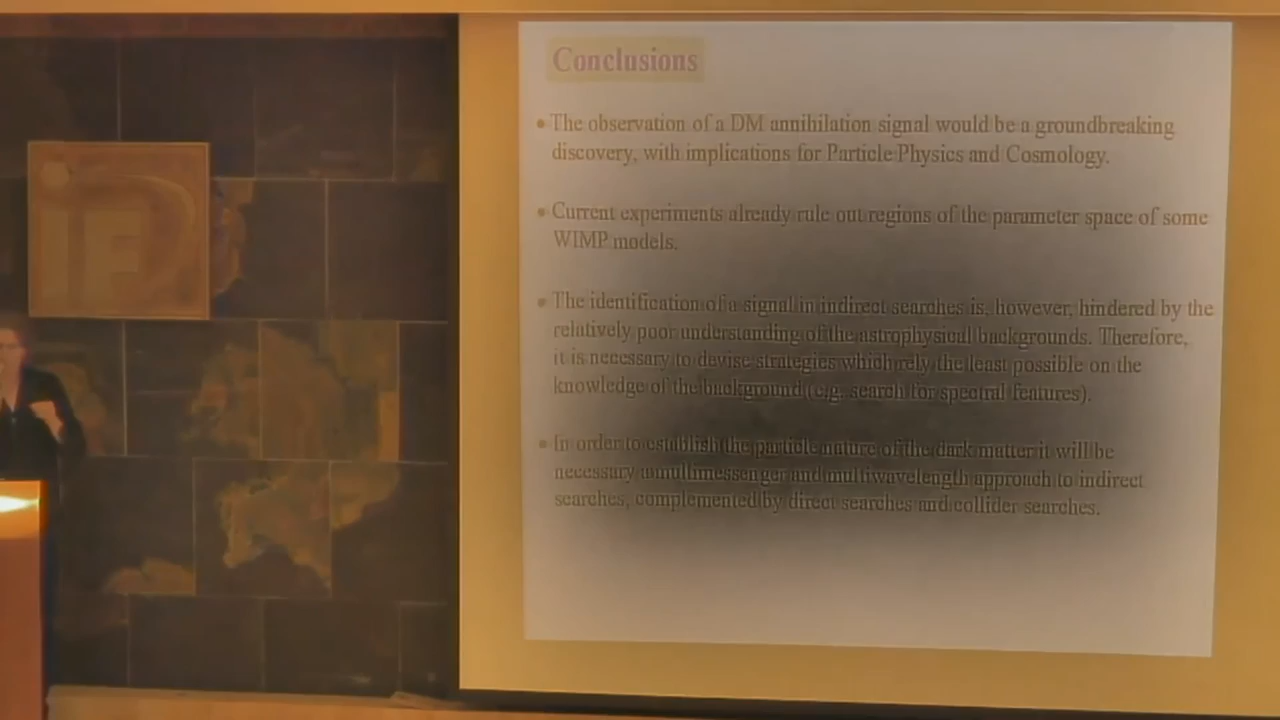 iF
Conclusions
• The observation of a DM annihilation signal would be a groundbreaking
discovery, with implications for Particle Physics and Cosmology.
• Current experiments already rule out regions of the parameter space of some
WIMP models.
• The identification of a signal in indirect searches is, however, hindered by the
relatively poor understanding of the astrophysical backgrounds. Therefore,
it is necessary to devise strategies which rely the least possible on the
knowledge of the background (e.g. search for spectral features).
• In order to establish the particle nature of the dark matter it will be
necessary a multimessenger and multiwavelength approach to indirect
searches, complemented by direct searches and collider searches.